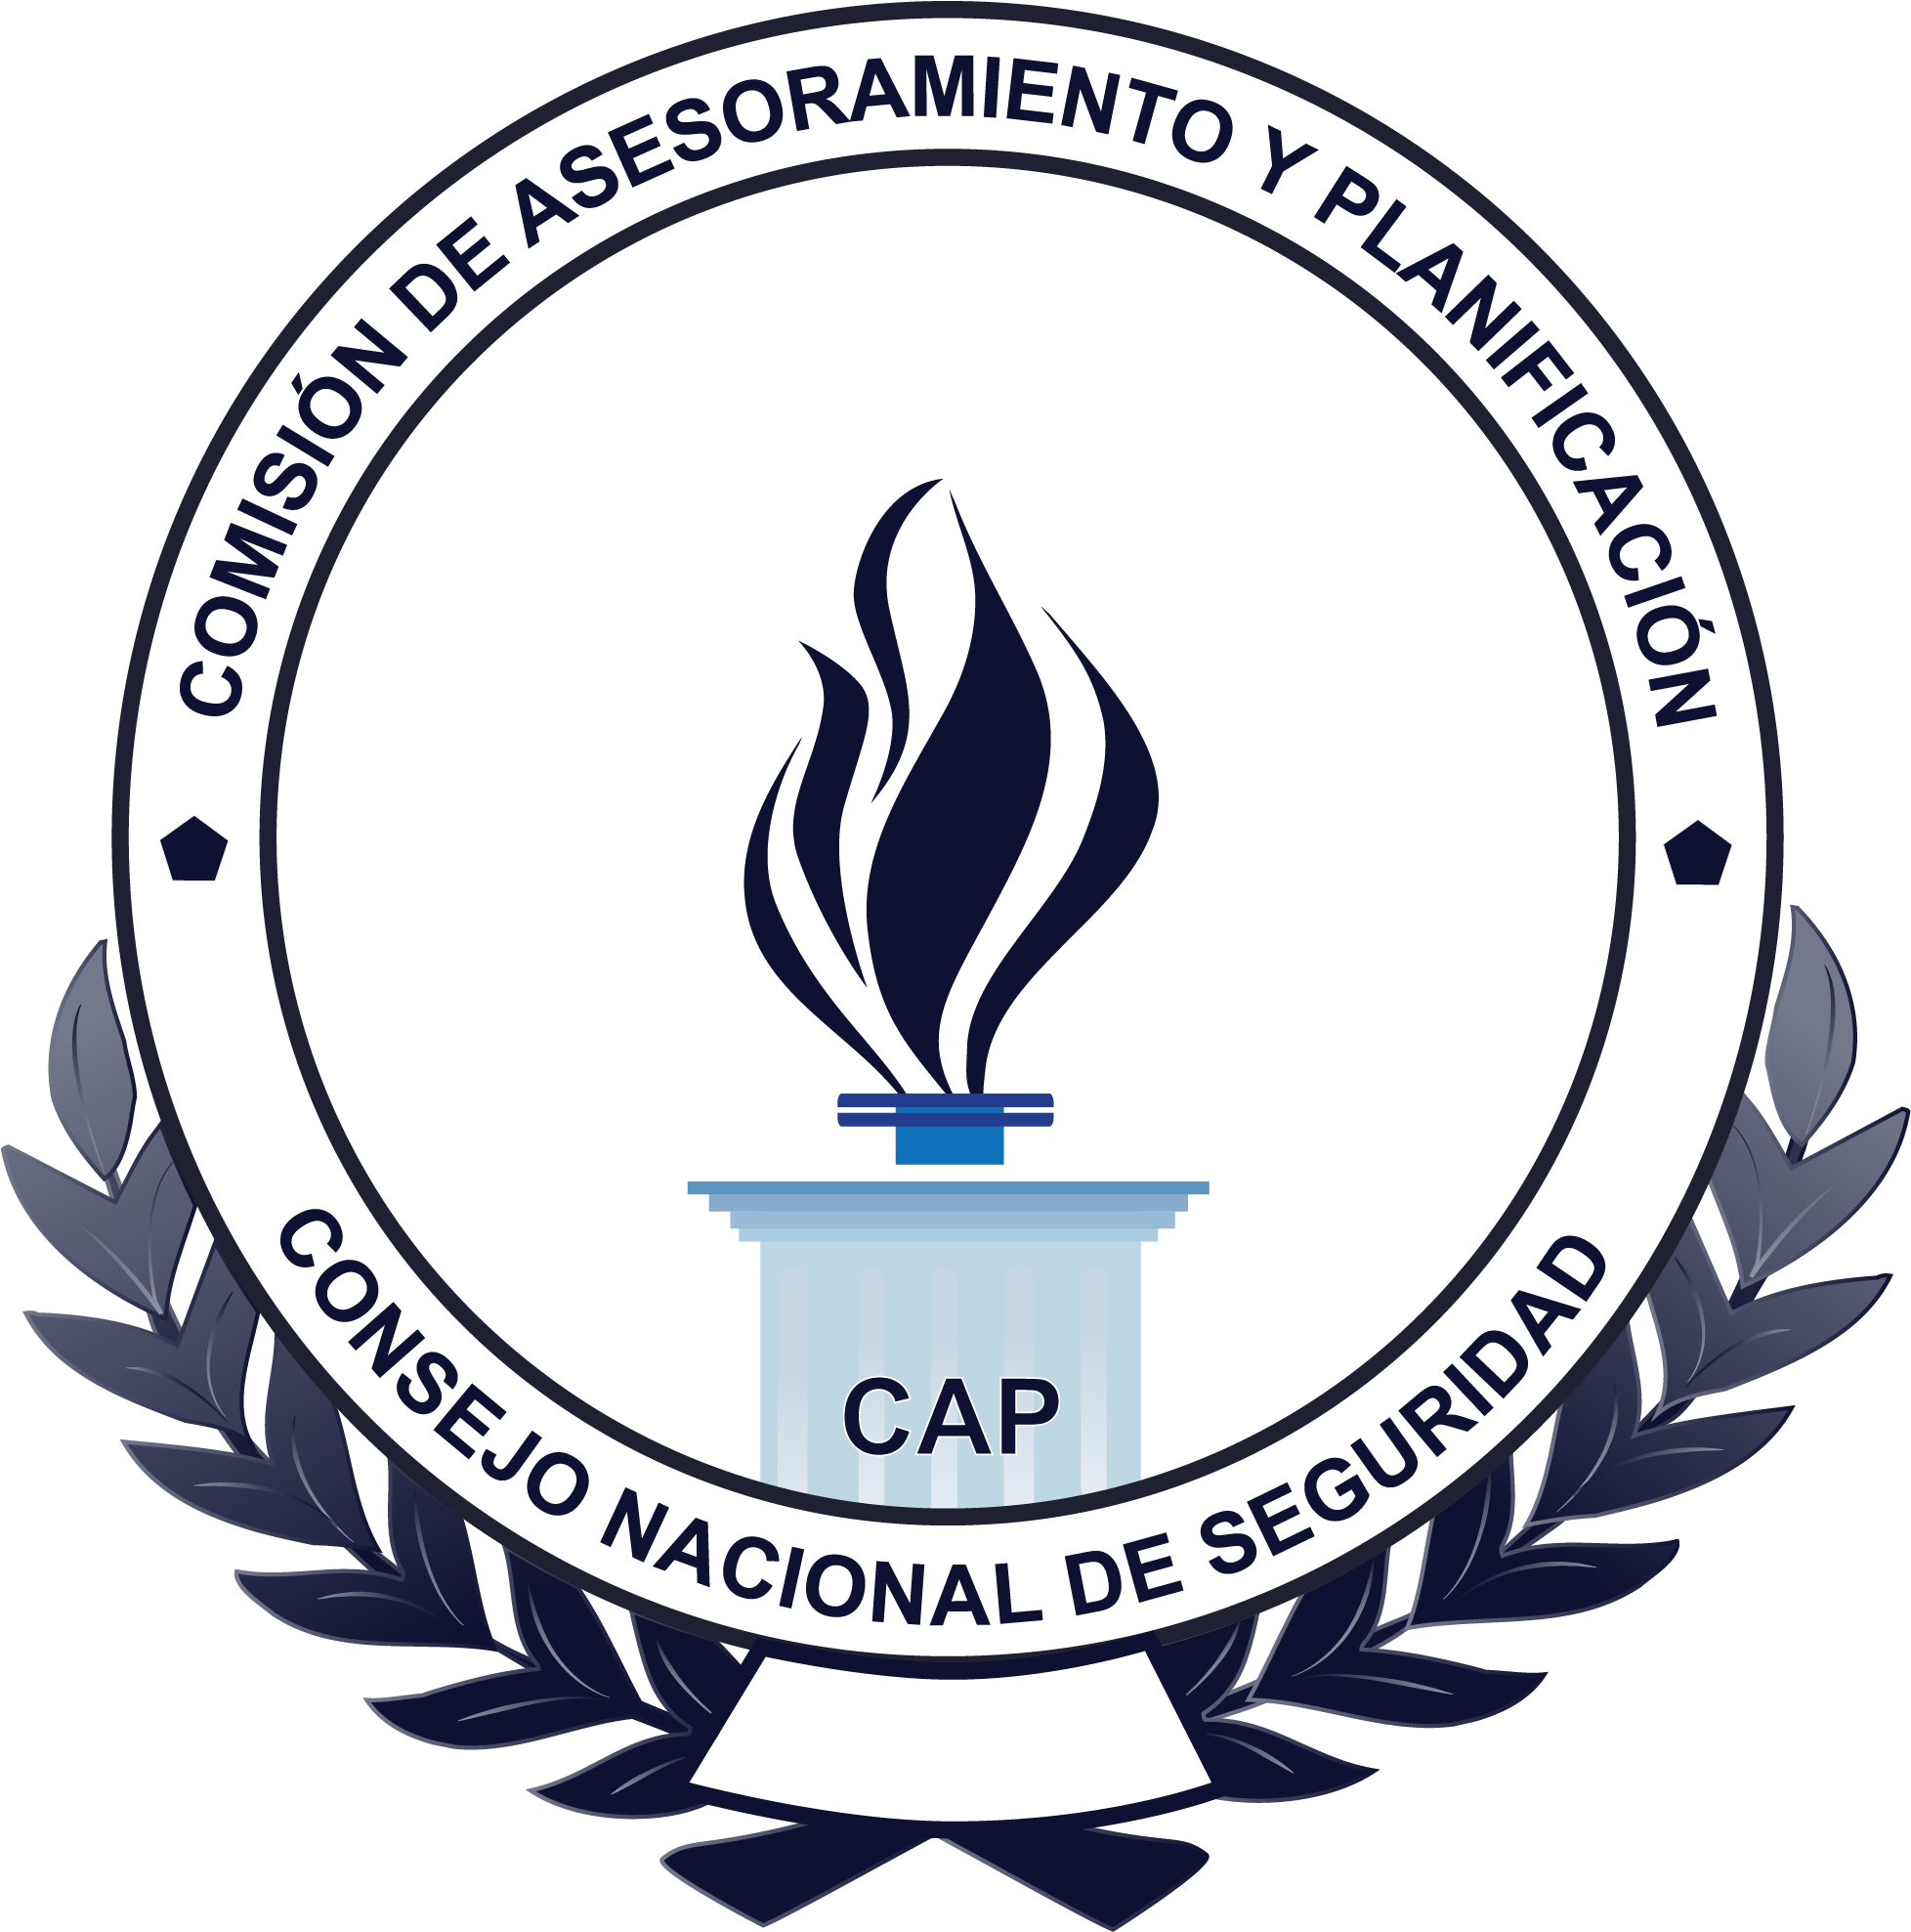 COMISIÓN DE ASESORAMIENTO Y PLANIFICACIÓN
CAP
CONSEJO NACIONAL DE SEGURIDAD